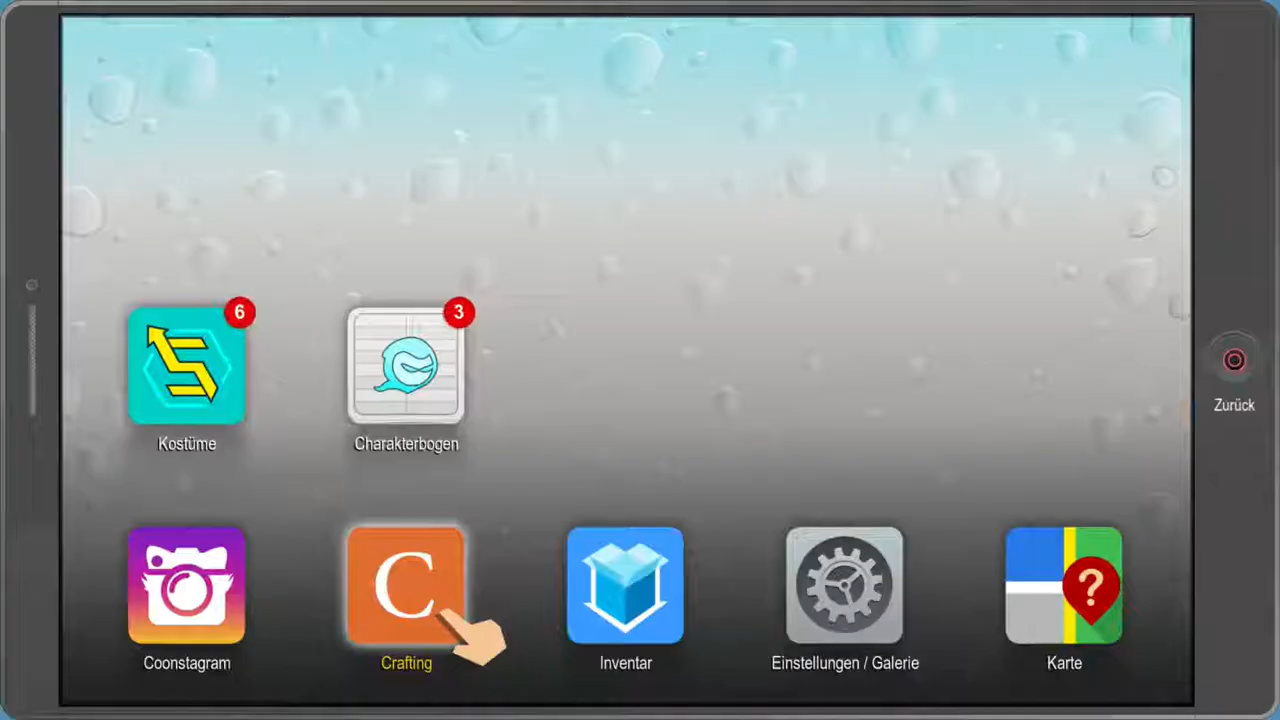 6
3
Kostüme
Charakterbogen
Zurück
C
?
Coonstagram
Crafting
Inventar
Einstellungen / Galerie
Karte